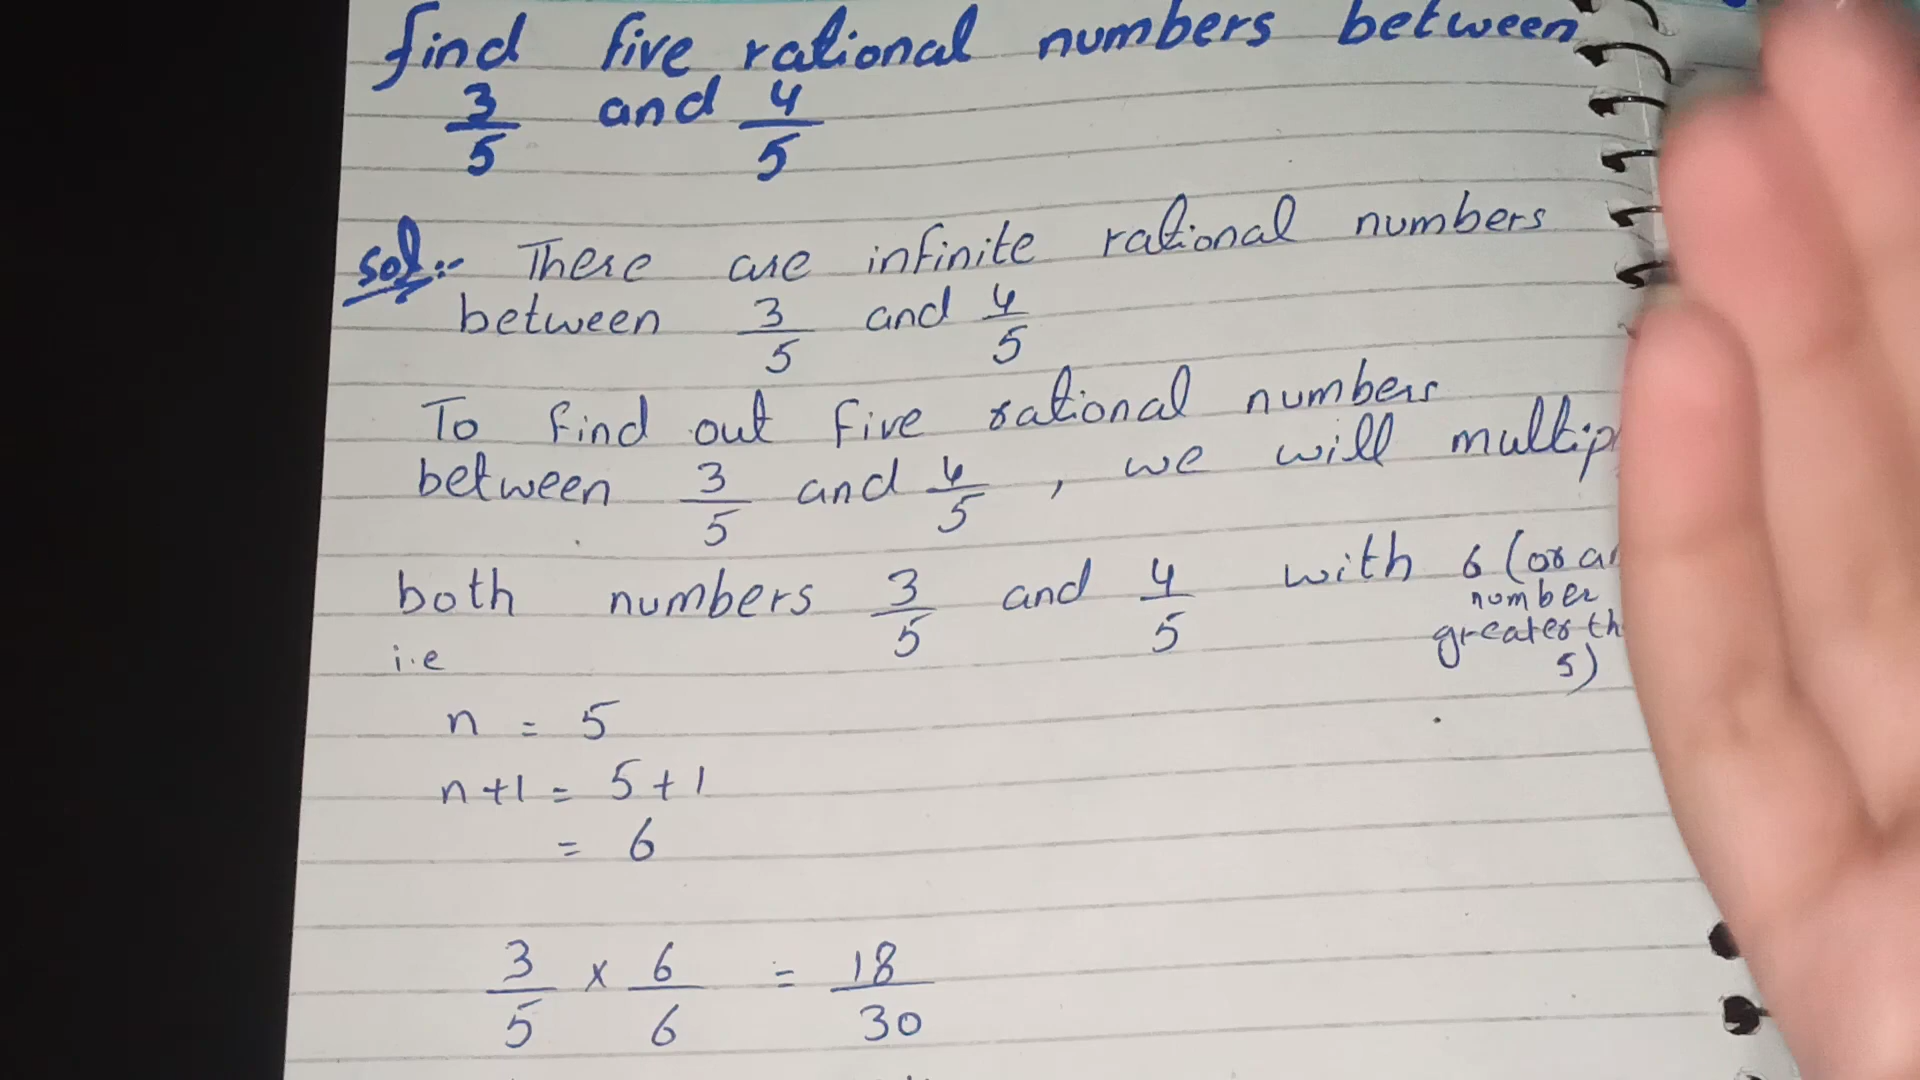 find five rational numbers between
3/5 and 4/5
Sol:- There are infinite rational numbers
between 3/5 and 4/5
To find out five rational numbers
between 3/5 and 4/5, we will
both numbers 3/5 and 4/5 with 6 (or
number
greater
5)
i.e
n = 5
n+1 = 5+1
= 6
3/5 x 6/6 = 18/30